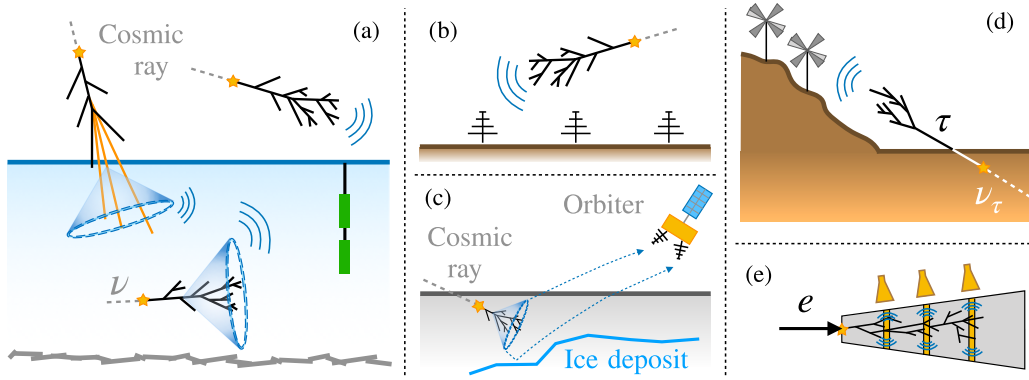 (a)
Cosmic
ray
ν
(b)
(c)
Orbiter
Cosmic
ray
Ice deposit
(d)
τ
ν_τ
(e)
e